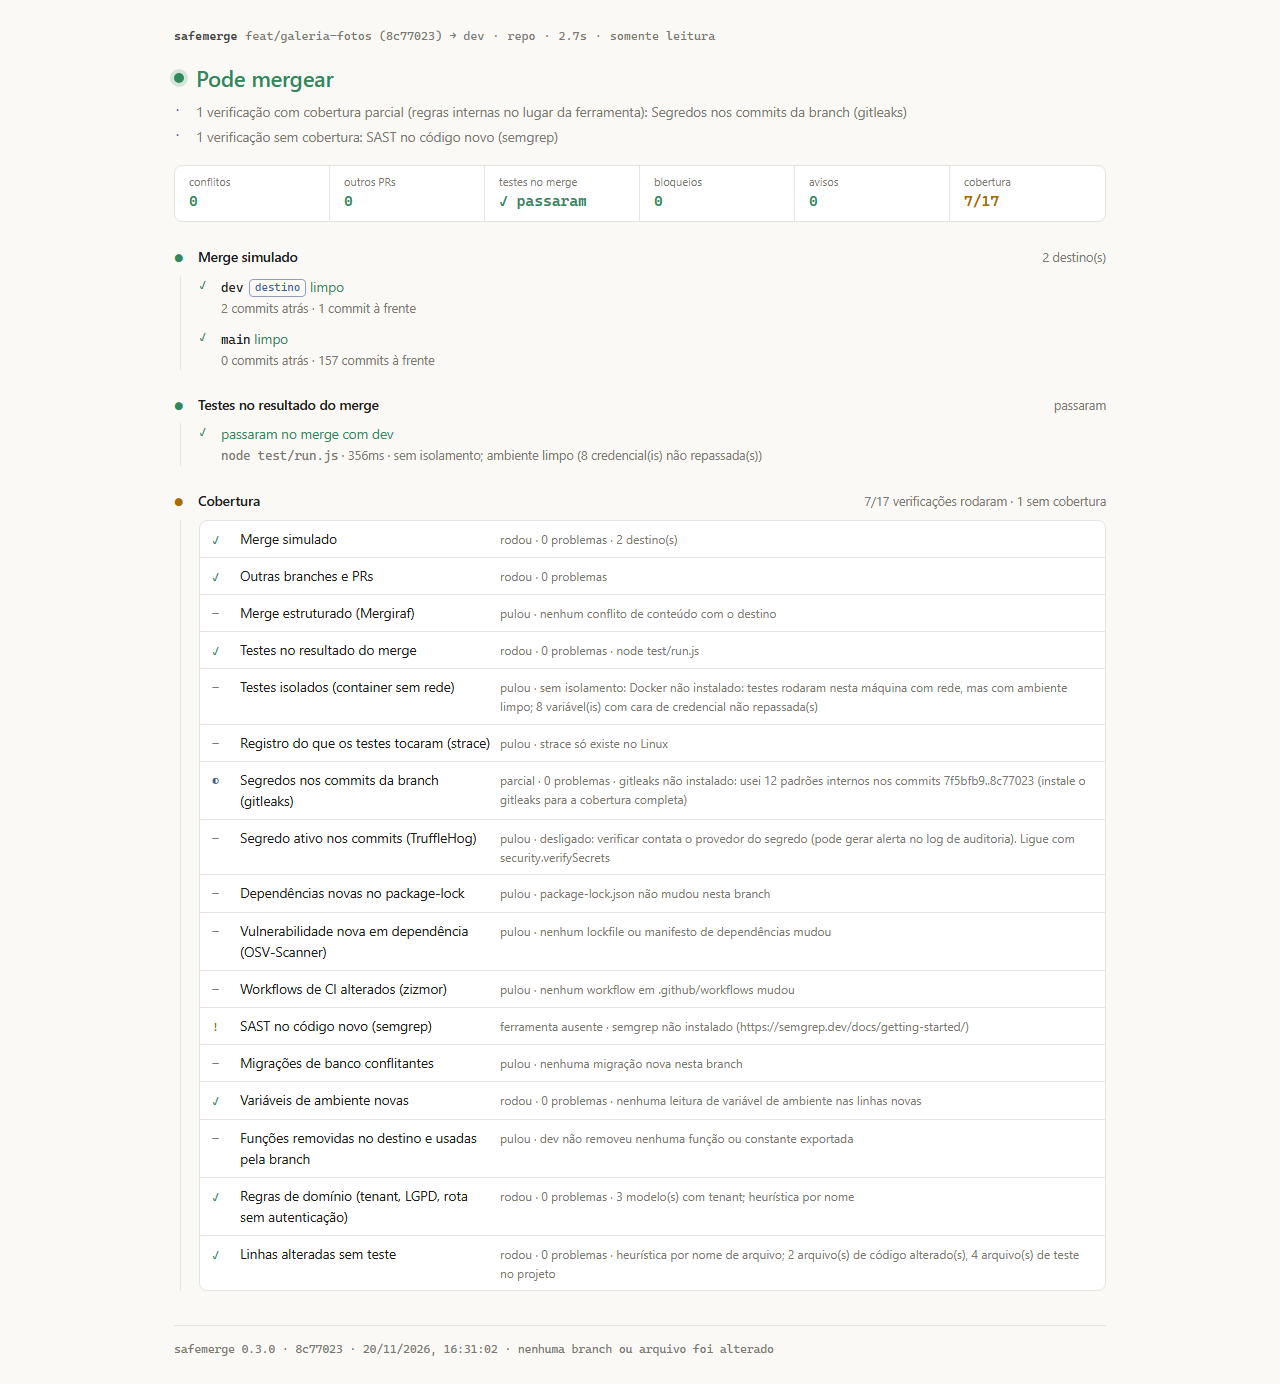 safemerge feat/galeria-fotos (8c77023) → dev · repo · 2.7s · somente leitura
Pode mergear
· 1 verificação com cobertura parcial (regras internas no lugar da ferramenta): Segredos nos commits da branch (gitleaks)
· 1 verificação sem cobertura: SAST no código novo (semgrep)
conflitos
0
outros PRs
0
testes no merge
✓ passaram
bloqueios
0
avisos
0
cobertura
7/17
Merge simulado
2 destino(s)
✓ dev destino limpo
2 commits atrás · 1 commit à frente
✓ main limpo
0 commits atrás · 157 commits à frente
Testes no resultado do merge
passaram
✓ passaram no merge com dev
node test/run.js · 356ms · sem isolamento; ambiente limpo (8 credencial(is) não repassada(s))
Cobertura
7/17 verificações rodaram · 1 sem cobertura
✓ Merge simulado
rodou · 0 problemas · 2 destino(s)
✓ Outras branches e PRs
rodou · 0 problemas
– Merge estruturado (Mergiraf)
pulou · nenhum conflito de conteúdo com o destino
✓ Testes no resultado do merge
rodou · 0 problemas · node test/run.js
– Testes isolados (container sem rede)
pulou · sem isolamento: Docker não instalado: testes rodaram nesta máquina com rede, mas com ambiente
limpo; 8 variável(is) com cara de credencial não repassada(s)
– Registro do que os testes tocaram (strace)
pulou · strace só existe no Linux
◐ Segredos nos commits da branch
(gitleaks)
parcial · 0 problemas · gitleaks não instalado: usei 12 padrões internos nos commits 7f5bfb9..8c77023 (instale o
gitleaks para a cobertura completa)
– Segredo ativo nos commits (TruffleHog)
pulou · desligado: verificar contata o provedor do segredo (pode gerar alerta no log de auditoria). Ligue com
security.verifySecrets
– Dependências novas no package-lock
pulou · package-lock.json não mudou nesta branch
– Vulnerabilidade nova em dependência
(OSV-Scanner)
pulou · nenhum lockfile ou manifesto de dependências mudou
– Workflows de CI alterados (zizmor)
pulou · nenhum workflow em .github/workflows mudou
! SAST no código novo (semgrep)
ferramenta ausente · semgrep não instalado (https://semgrep.dev/docs/getting-started/)
– Migrações de banco conflitantes
pulou · nenhuma migração nova nesta branch
✓ Variáveis de ambiente novas
rodou · 0 problemas · nenhuma leitura de variável de ambiente nas linhas novas
– Funções removidas no destino e usadas
pela branch
pulou · dev não removeu nenhuma função ou constante exportada
✓ Regras de domínio (tenant, LGPD, rota
sem autenticação)
rodou · 0 problemas · 3 modelo(s) com tenant; heurística por nome
✓ Linhas alteradas sem teste
rodou · 0 problemas · heurística por nome de arquivo; 2 arquivo(s) de código alterado(s), 4 arquivo(s) de teste
no projeto
safemerge 0.3.0 · 8c77023 · 20/11/2026, 16:31:02 · nenhuma branch ou arquivo foi alterado